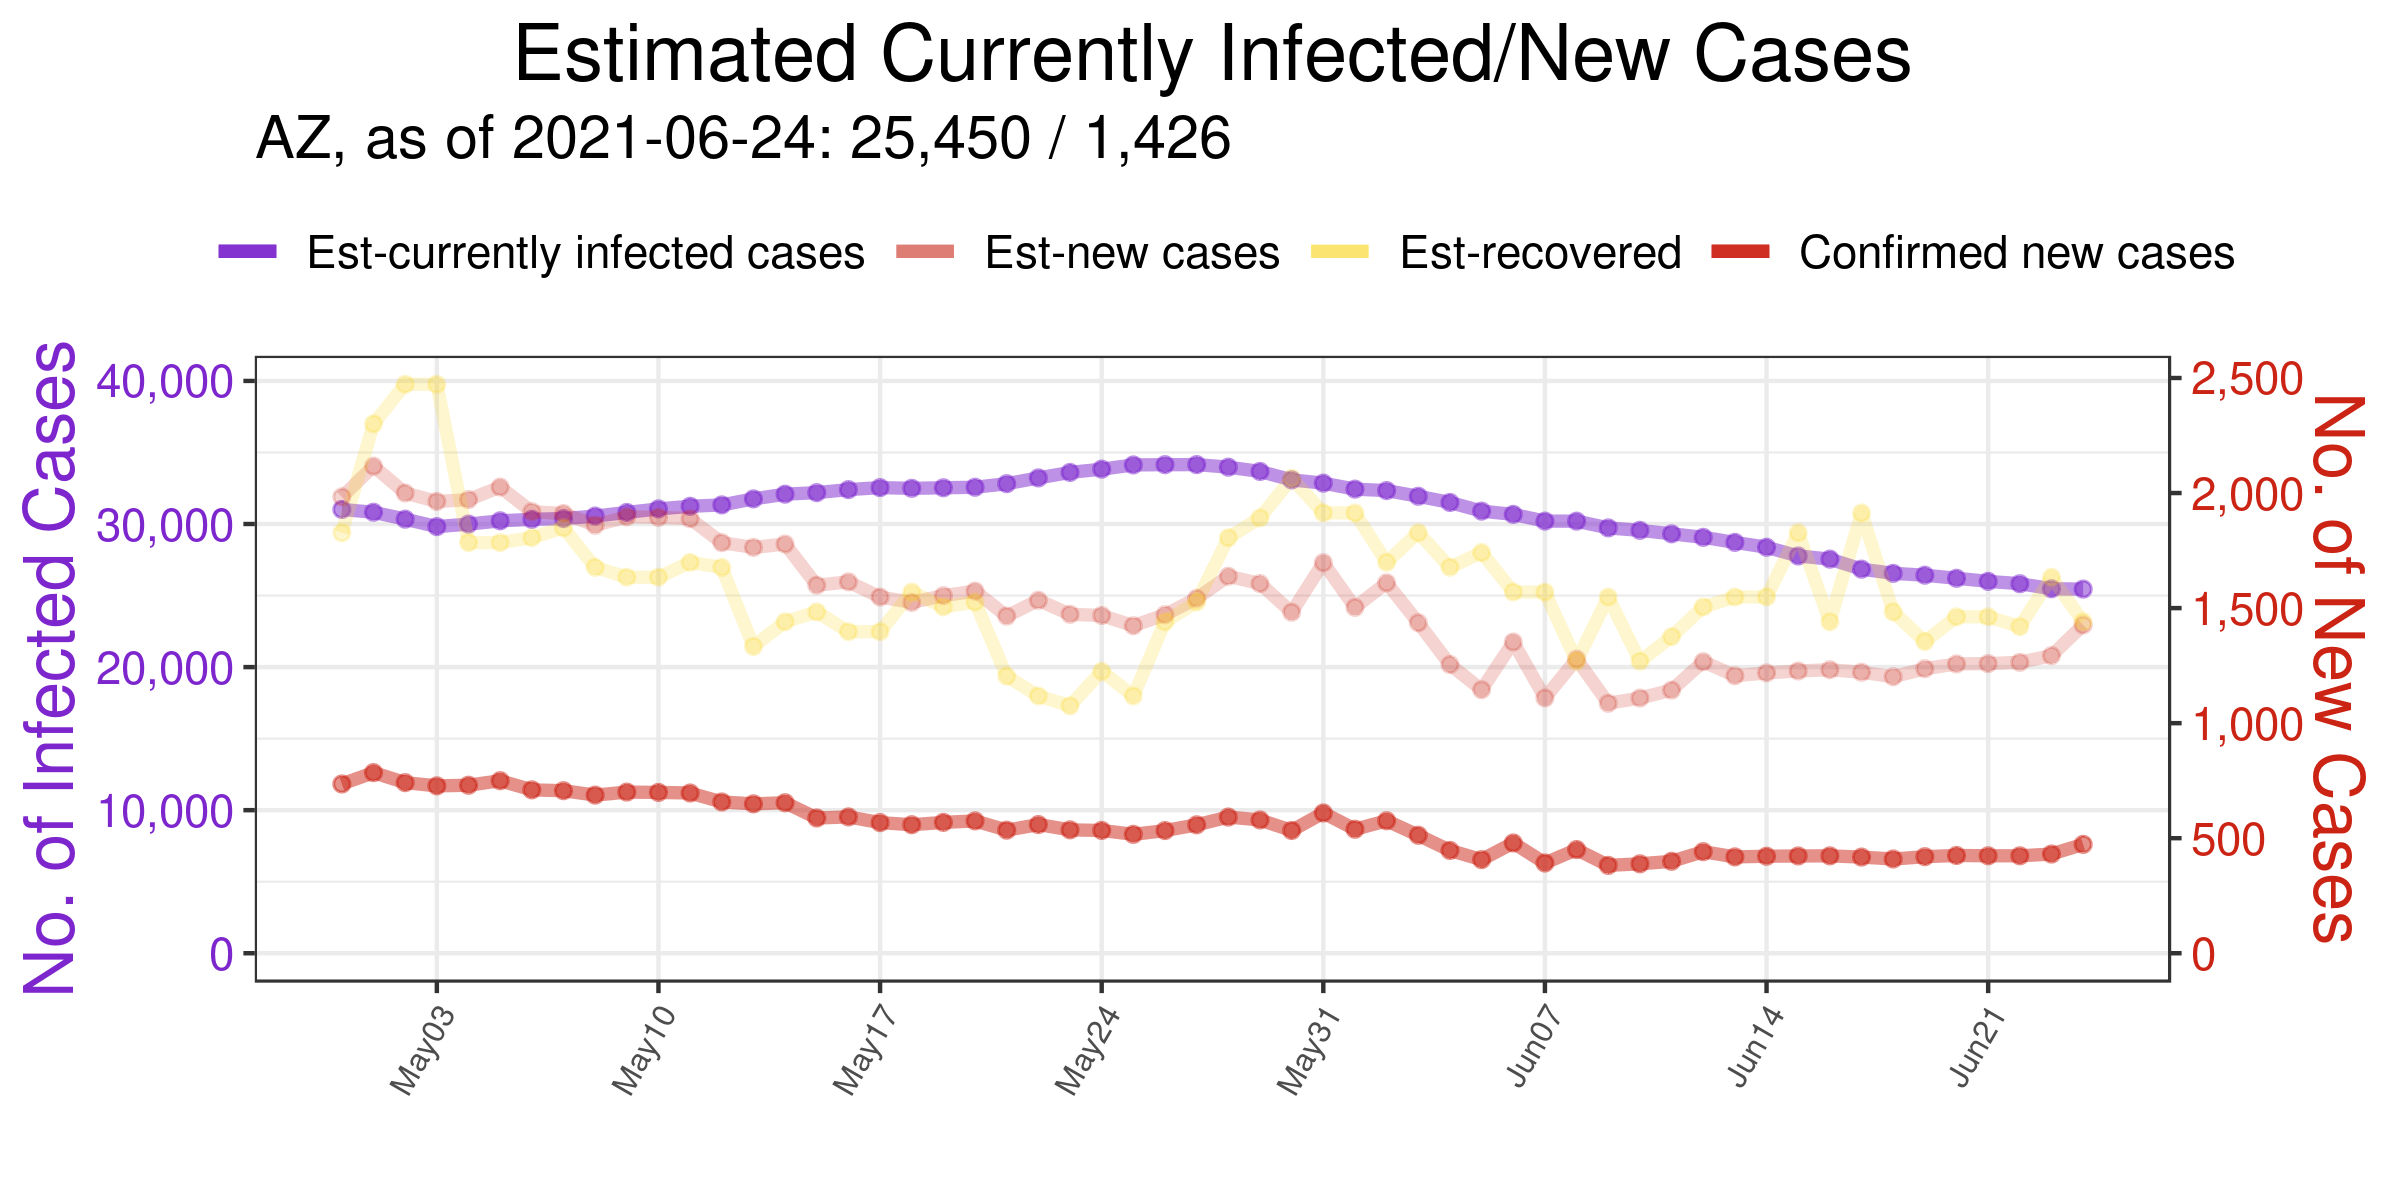 Estimated Currently Infected/New Cases
AZ, as of 2021-06-24: 25,450 / 1,426
Est-currently infected cases Est-new cases Est-recovered Confirmed new cases
No. of Infected Cases
40,000
30,000
20,000
10,000
0
2,500
2,000
1,500
1,000
500
0
No. of New Cases
May03 May10 May17 May24 May31 Jun07 Jun14 Jun21